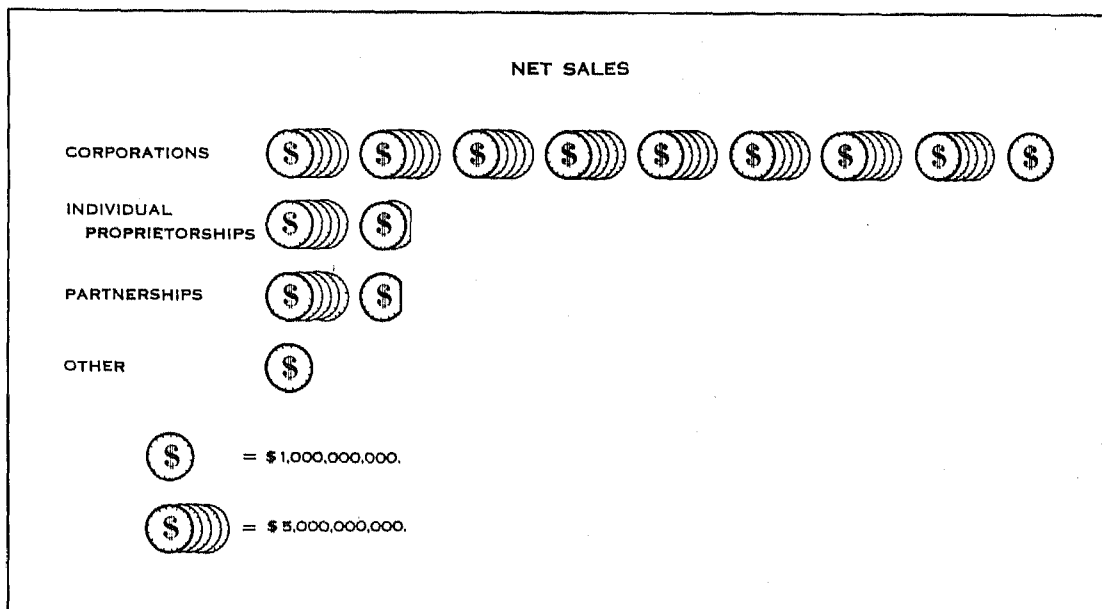 NET SALES
CORPORATIONS $ $ $ $ $ $ $ $ $
INDIVIDUAL
PROPRIETORSHIPS $ $
PARTNERSHIPS $ $
OTHER $
$ = $1,000,000,000.
$ = $5,000,000,000.